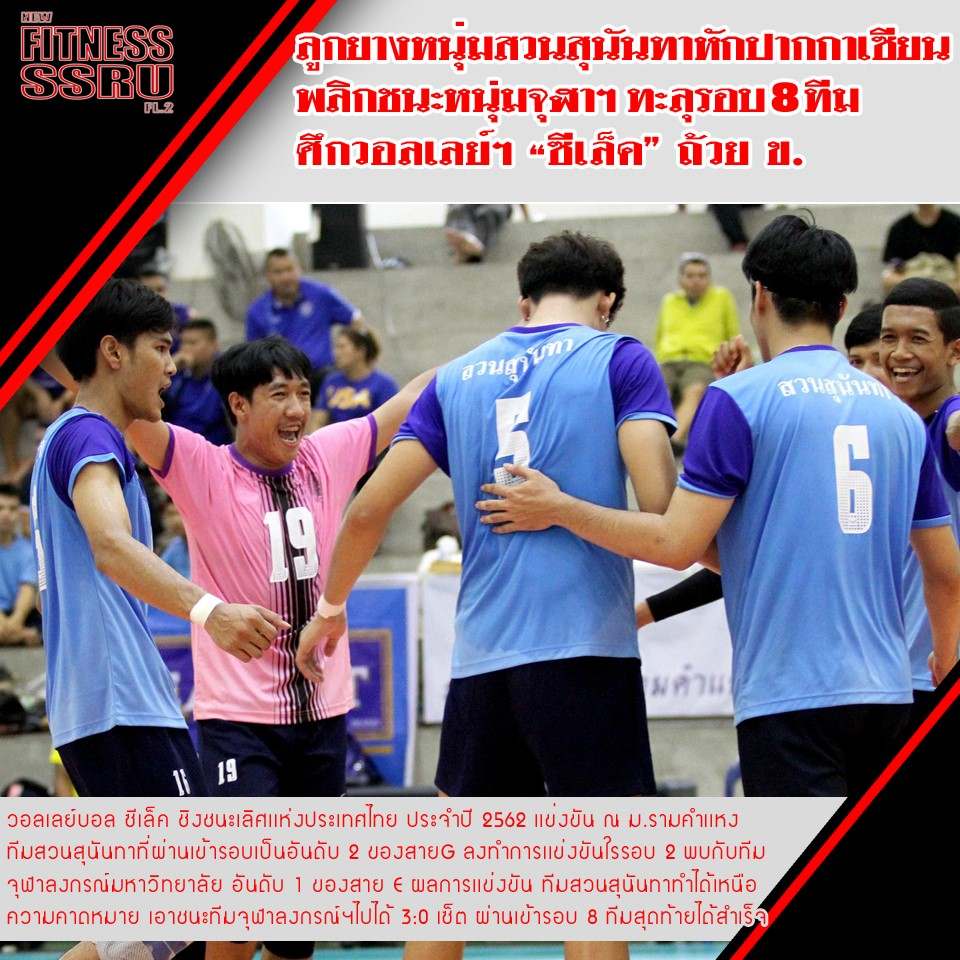 NEW
FITNESS
SSRU
PL.2
ลูกยางหนุ่มสวนสุนันทาหักปากกาเซียน
พลิกชนะหนุ่มจุฬาฯ ทะลุรอบ 8 ทีม
ศึกวอลเลย์ฯ “ซีเล็ค” ถ้วย ข.
สวนสุนันทา
5
สวนสุนันทา
6
19
19
16
วอลเลย์บอล ซีเล็ค ชิงชนะเลิศแห่งประเทศไทย ประจำปี 2562 แข่งขัน ณ ม.รามคำแหง
ทีมสวนสุนันทาที่ผ่านเข้ารอบเป็นอันดับ 2 ของสายG ลงทำการแข่งขันในรอบ 2 พบกับทีม
จุฬาลงกรณ์มหาวิทยาลัย อันดับ 1 ของสาย E ผลการแข่งขัน ทีมสวนสุนันทาทำได้เหนือ
ความคาดหมาย เอาชนะทีมจุฬาลงกรณ์ฯไปได้ 3:0 เซ็ต ผ่านเข้ารอบ 8 ทีมสุดท้ายได้สำเร็จ